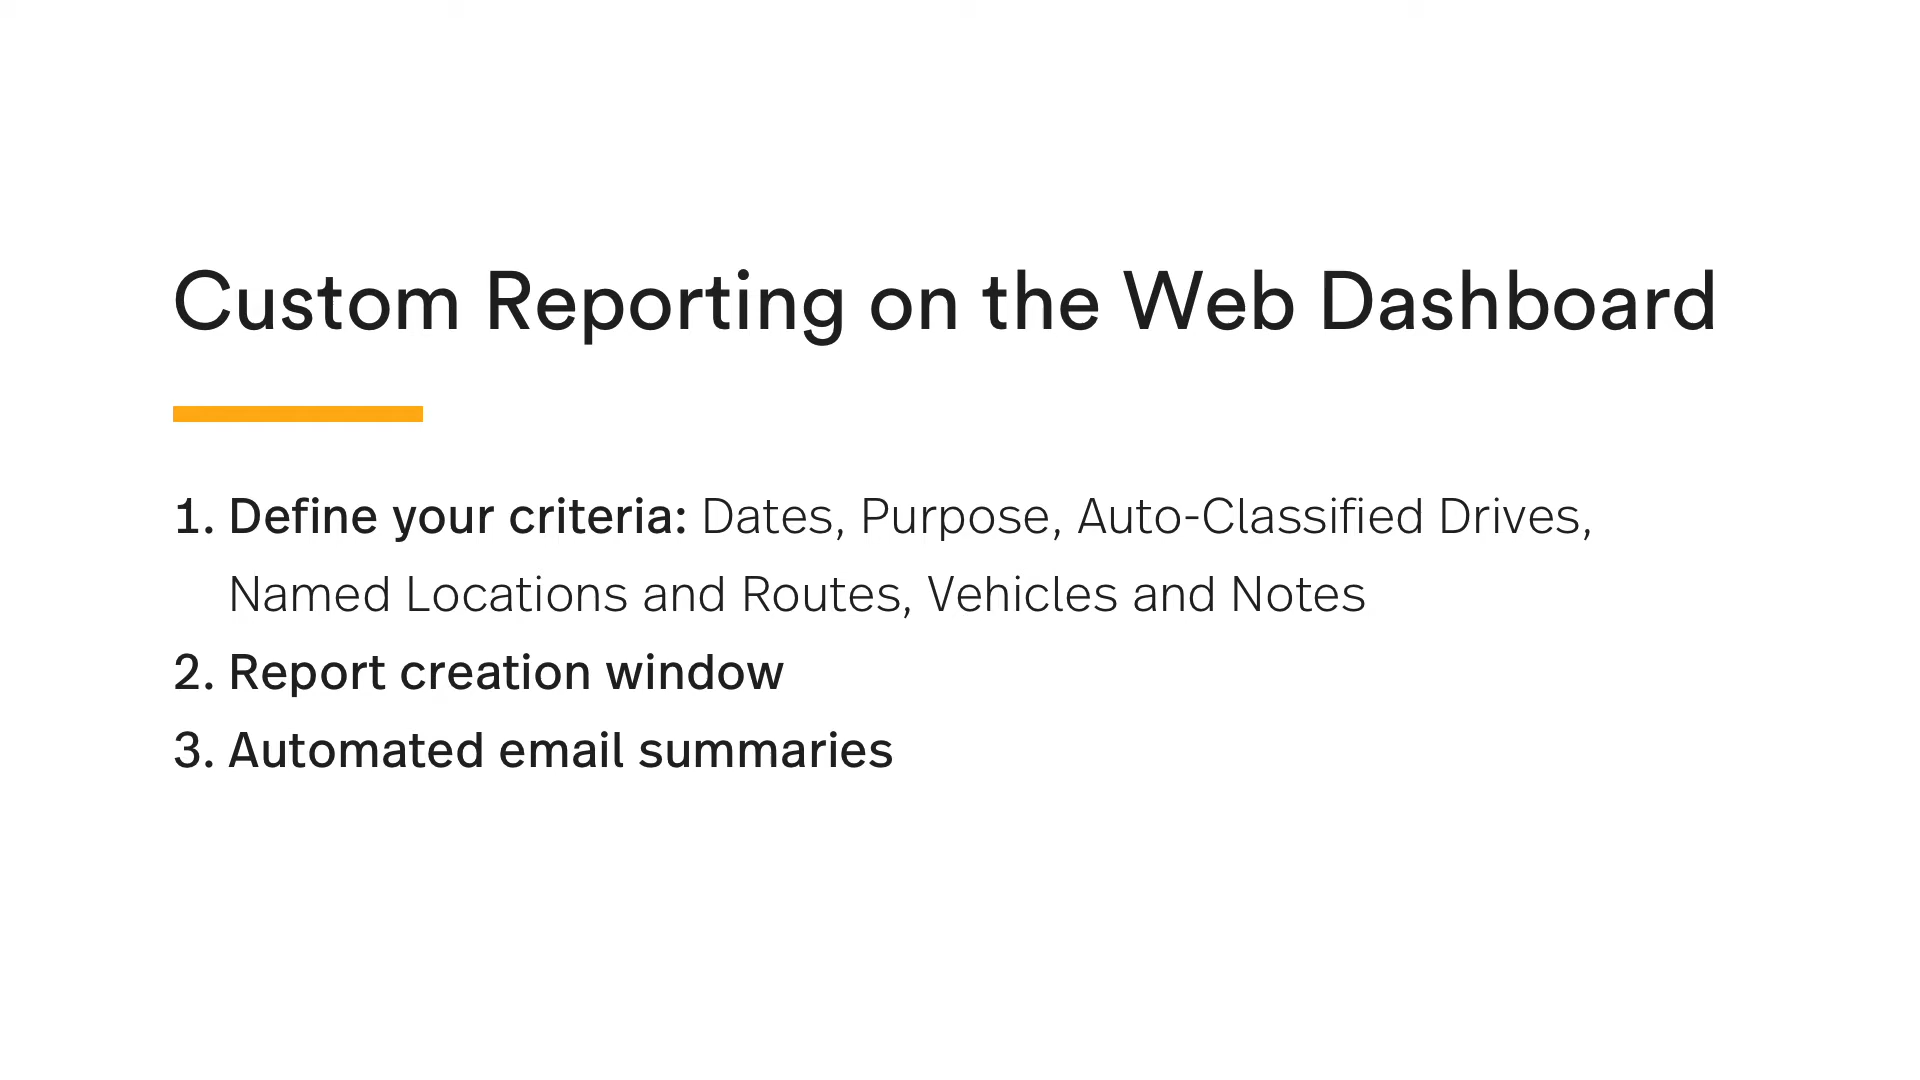 Custom Reporting on the Web Dashboard
1. Define your criteria: Dates, Purpose, Auto-Classified Drives,
Named Locations and Routes, Vehicles and Notes
2. Report creation window
3. Automated email summaries